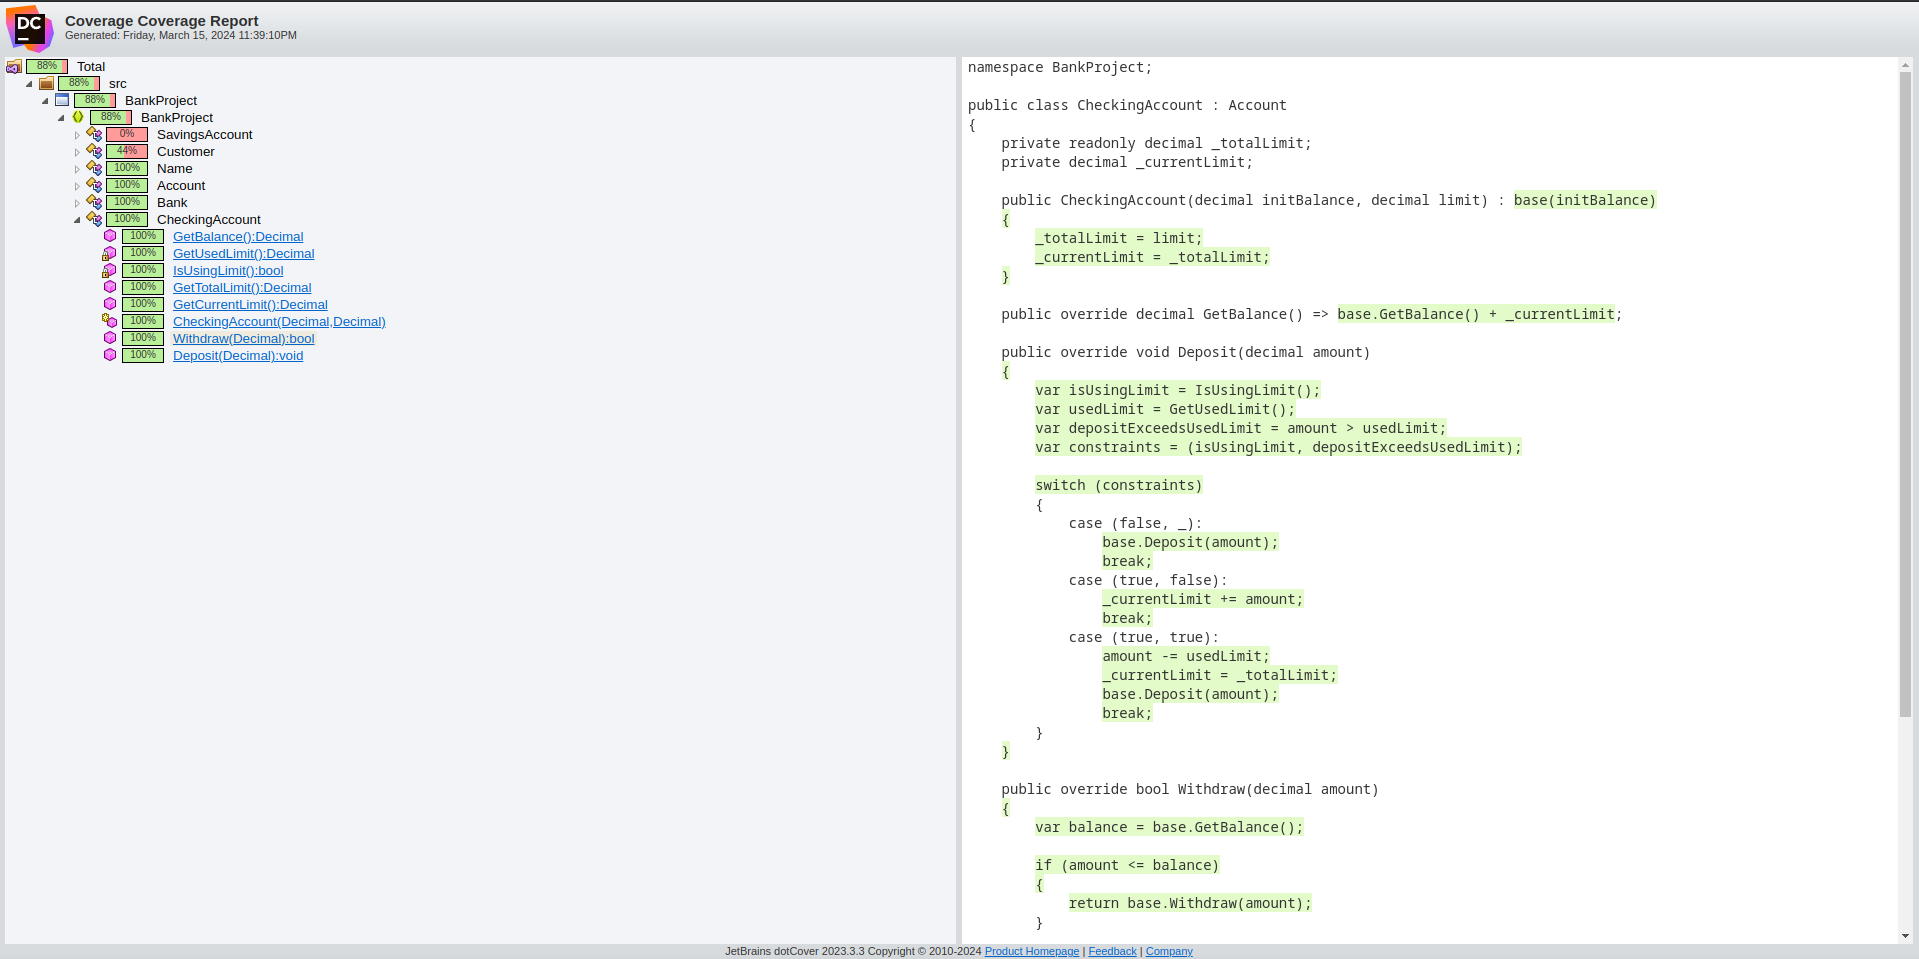 DC
Coverage Coverage Report
Generated: Friday, March 15, 2024 11:39:10PM
88% Total
88% src
88% BankProject
88% BankProject
0% SavingsAccount
44% Customer
100% Name
100% Account
100% Bank
100% CheckingAccount
100% GetBalance():Decimal
100% GetUsedLimit():Decimal
100% IsUsingLimit():bool
100% GetTotalLimit():Decimal
100% GetCurrentLimit():Decimal
100% CheckingAccount(Decimal,Decimal)
100% Withdraw(Decimal):bool
100% Deposit(Decimal):void
namespace BankProject;
public class CheckingAccount : Account
{
private readonly decimal _totalLimit;
private decimal _currentLimit;
public CheckingAccount(decimal initBalance, decimal limit) : base(initBalance)
{
_totalLimit = limit;
_currentLimit = _totalLimit;
}
public override decimal GetBalance() => base.GetBalance() + _currentLimit;
public override void Deposit(decimal amount)
{
var isUsingLimit = IsUsingLimit();
var usedLimit = GetUsedLimit();
var depositExceedsUsedLimit = amount > usedLimit;
var constraints = (isUsingLimit, depositExceedsUsedLimit);
switch (constraints)
{
case (false, _):
base.Deposit(amount);
break;
case (true, false):
_currentLimit += amount;
break;
case (true, true):
amount -= usedLimit;
_currentLimit = _totalLimit;
base.Deposit(amount);
break;
}
}
public override bool Withdraw(decimal amount)
{
var balance = base.GetBalance();
if (amount <= balance)
{
return base.Withdraw(amount);
}
JetBrains dotCover 2023.3.3 Copyright © 2010-2024 Product Homepage | Feedback | Company